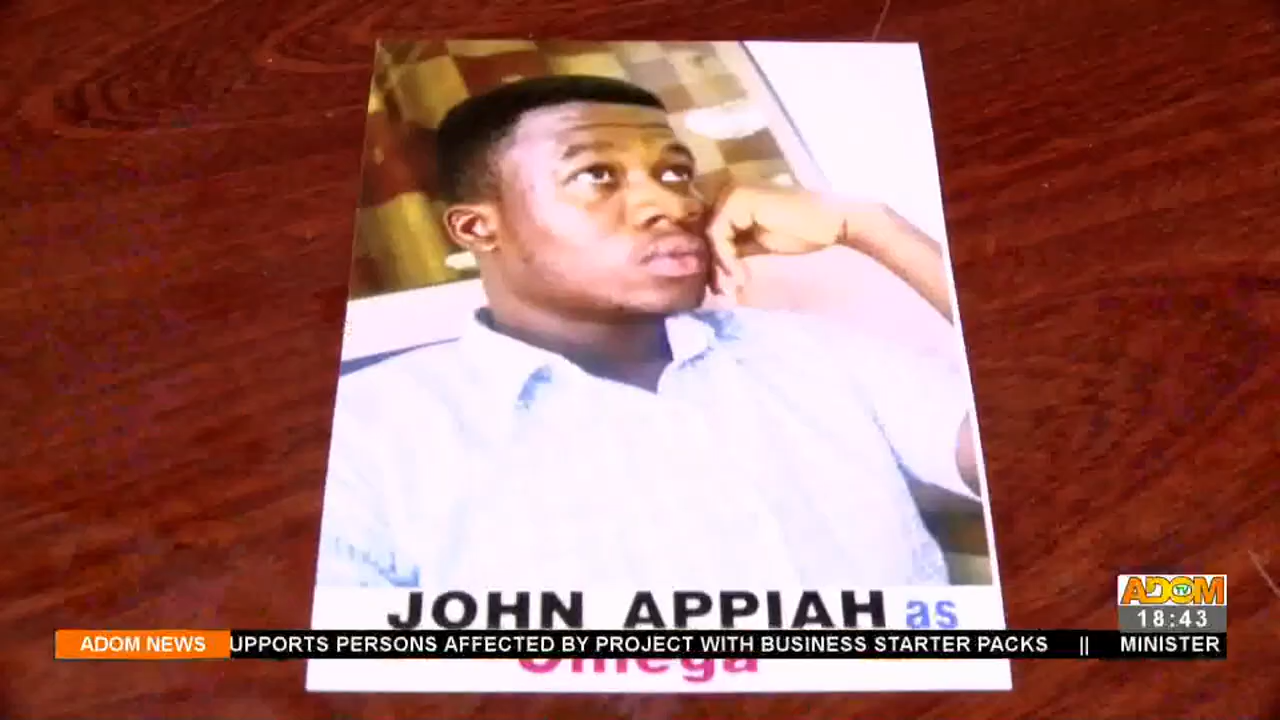 JOHN APPIAH as
Omega
ADOM TV
18:43
ADOM NEWS UPPORTS PERSONS AFFECTED BY PROJECT WITH BUSINESS STARTER PACKS || MINISTER